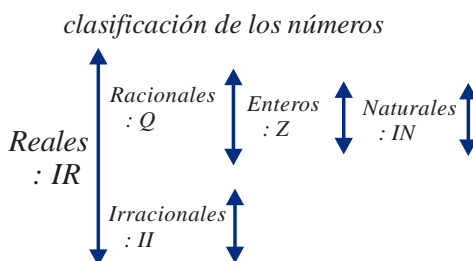 clasificación de los números
Reales
: IR
Racionales
: Q
Enteros
: Z
Naturales
: IN
Irracionales
: II